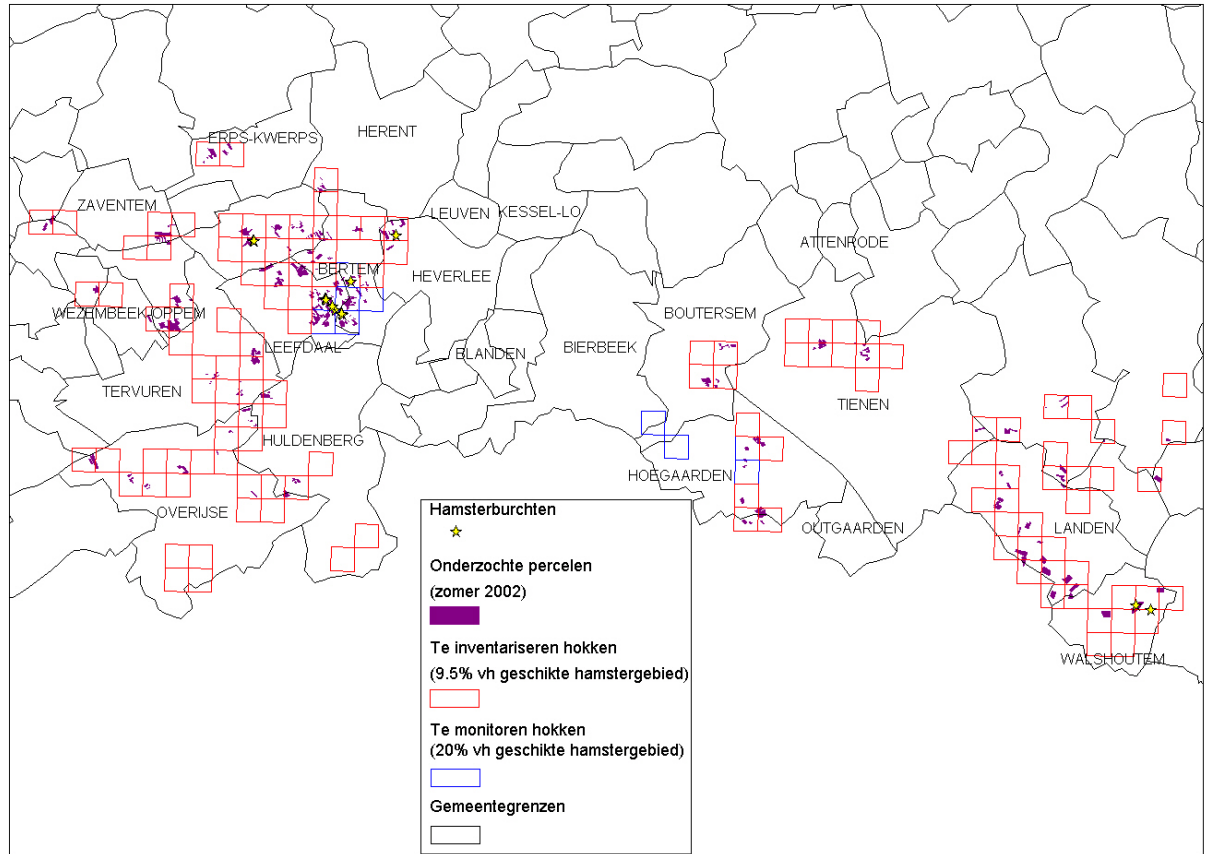 ERPS-KWERPS
HERENT
ZAVENTEM
LEUVEN
KESSEL-LO
ATTENRODE
BERTEM
HEVERLEE
WEZEMBEEK-OPPEM
BOUTERSEM
LEEFDAAL
BLANDEN
BIERBEEK
TERVUREN
TIENEN
HULDENBERG
HOEGAARDEN
OVERIJSE
OUTGAARDEN
LANDEN
WALSHOUTEM
Hamsterburchten
Onderzochte percelen
(zomer 2002)
Te inventariseren hokken
(9.5% vh geschikte hamstergebied)
Te monitoren hokken
(20% vh geschikte hamstergebied)
Gemeentegrenzen